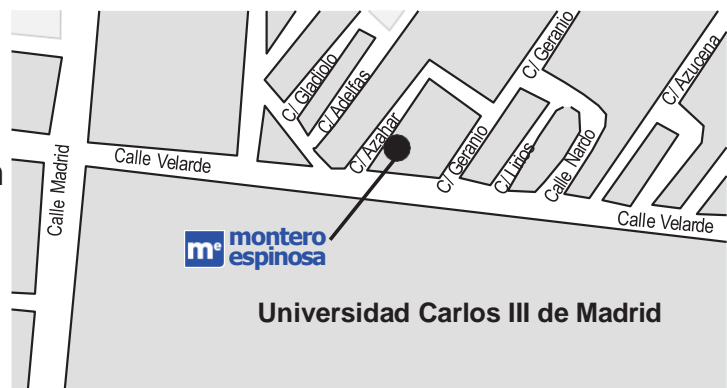 C/ Gladiolo
C/ Adelfas
C/ Azahar
C/ Geranio
C/ Geranio
C/ Lirios
Calle Nardo
C/ Azucena
Calle Velarde
Calle Madrid
Calle Velarde
me montero
espinosa
Universidad Carlos III de Madrid